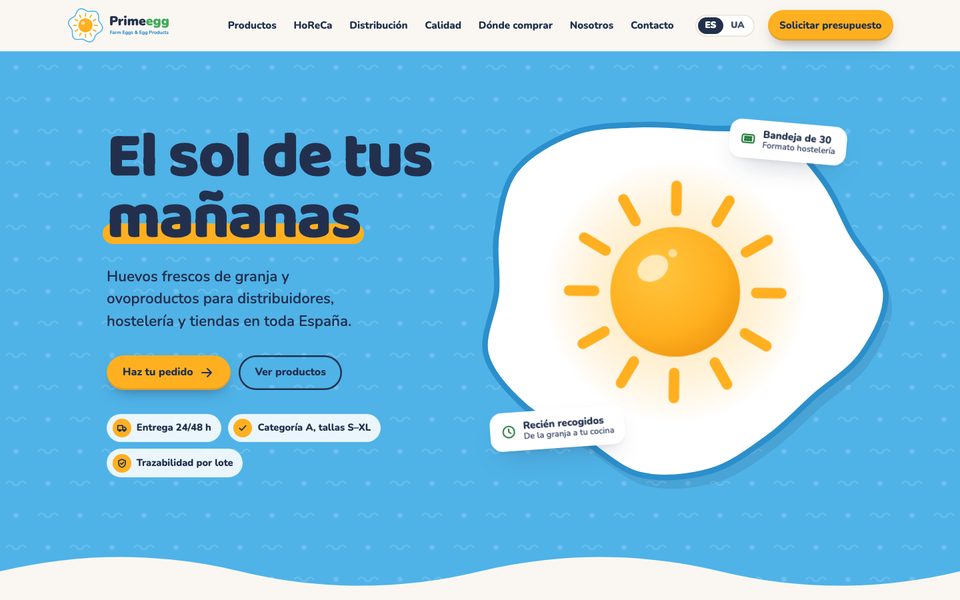 Primeegg
Farm Eggs & Egg Products
Productos
HoReCa
Distribución
Calidad
Dónde comprar
Nosotros
Contacto
ES
UA
Solicitar presupuesto
El sol de tus
mañanas
Huevos frescos de granja y
ovoproductos para distribuidores,
hostelería y tiendas en toda España.
Haz tu pedido
Ver productos
Entrega 24/48 h
Categoría A, tallas S–XL
Trazabilidad por lote
Bandeja de 30
Formato hostelería
Recién recogidos
De la granja a tu cocina